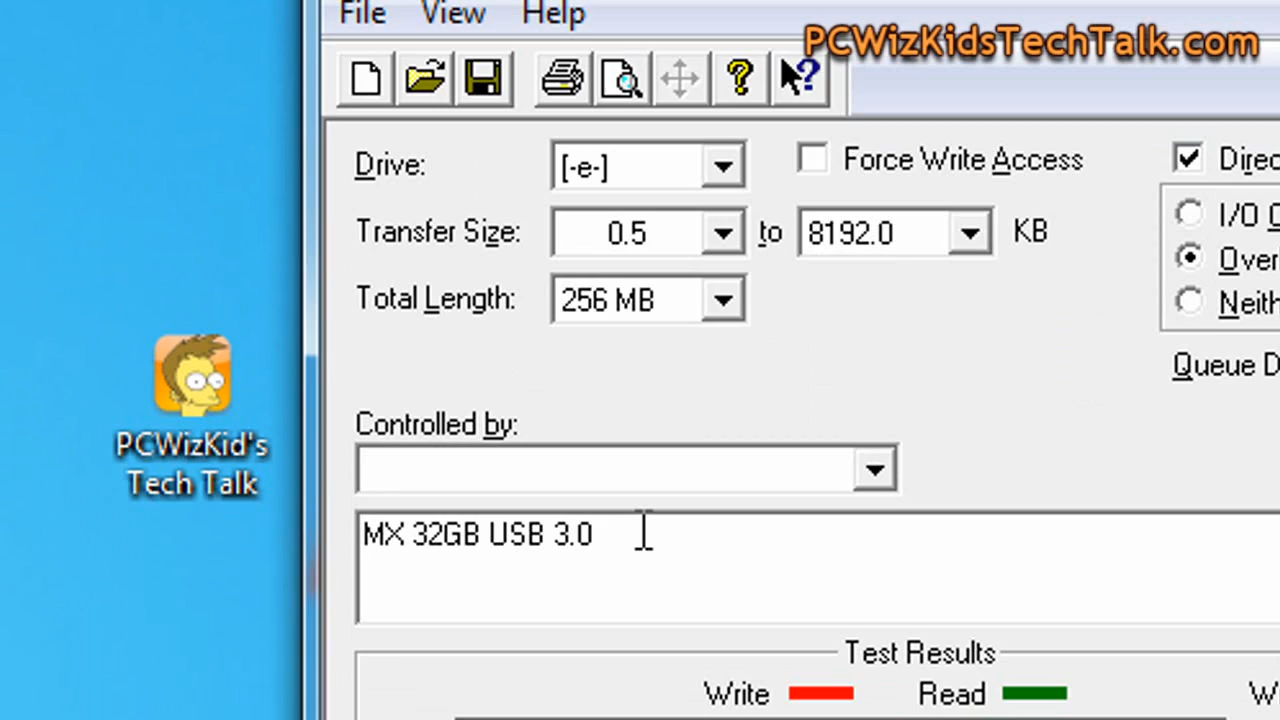 File View Help
PCWizKidsTechTalk.com
Drive: [-e-] Force Write Access
Transfer Size: 0.5 to 8192.0 KB
I/O
Total Length: 256 MB
Controlled by:
PCWizKid's
Tech Talk
MX 32GB USB 3.0
Test Results
Write Read